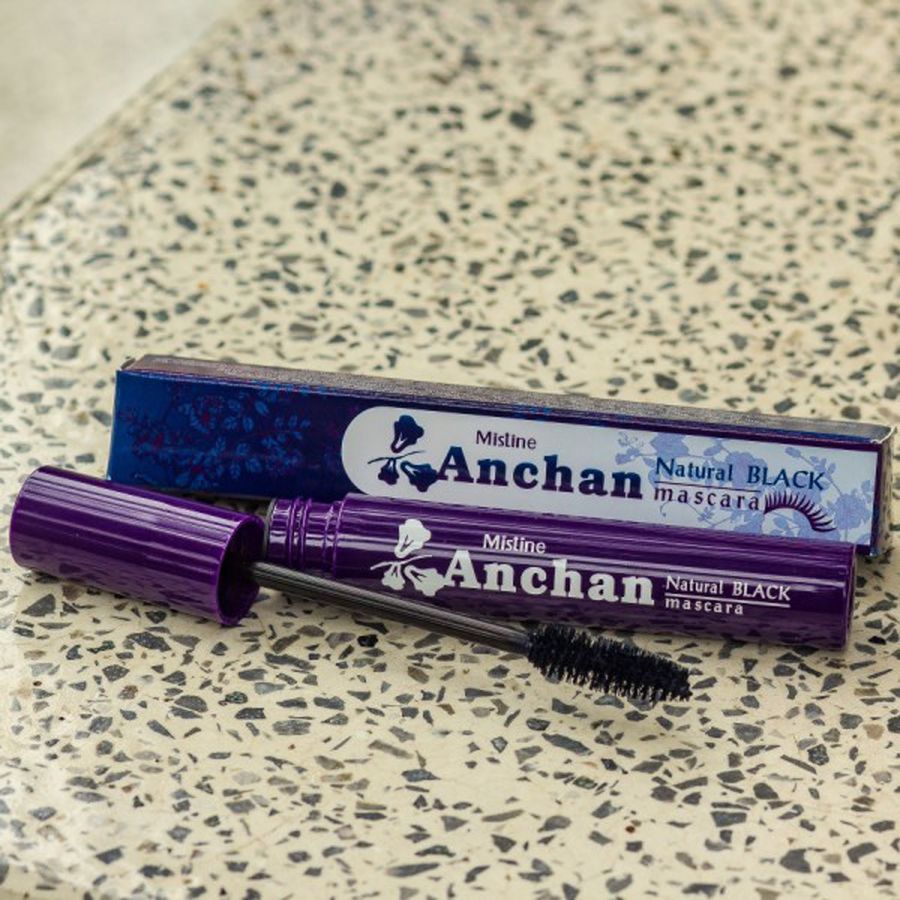 Mistine
Anchan
Natural BLACK
mascara
Mistine
Anchan
Natural BLACK
mascara